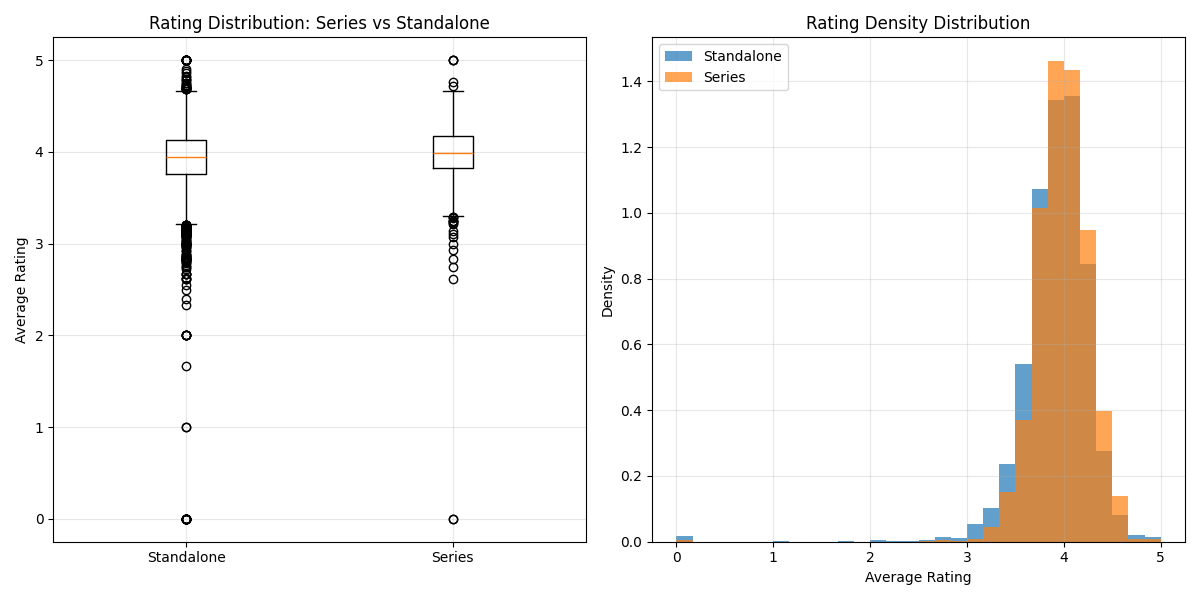 Rating Distribution: Series vs Standalone
Average Rating
5
4
3
2
1
0
Standalone
Series
Rating Density Distribution
Standalone
Series
Density
1.4
1.2
1.0
0.8
0.6
0.4
0.2
0.0
0
1
2
3
4
5
Average Rating